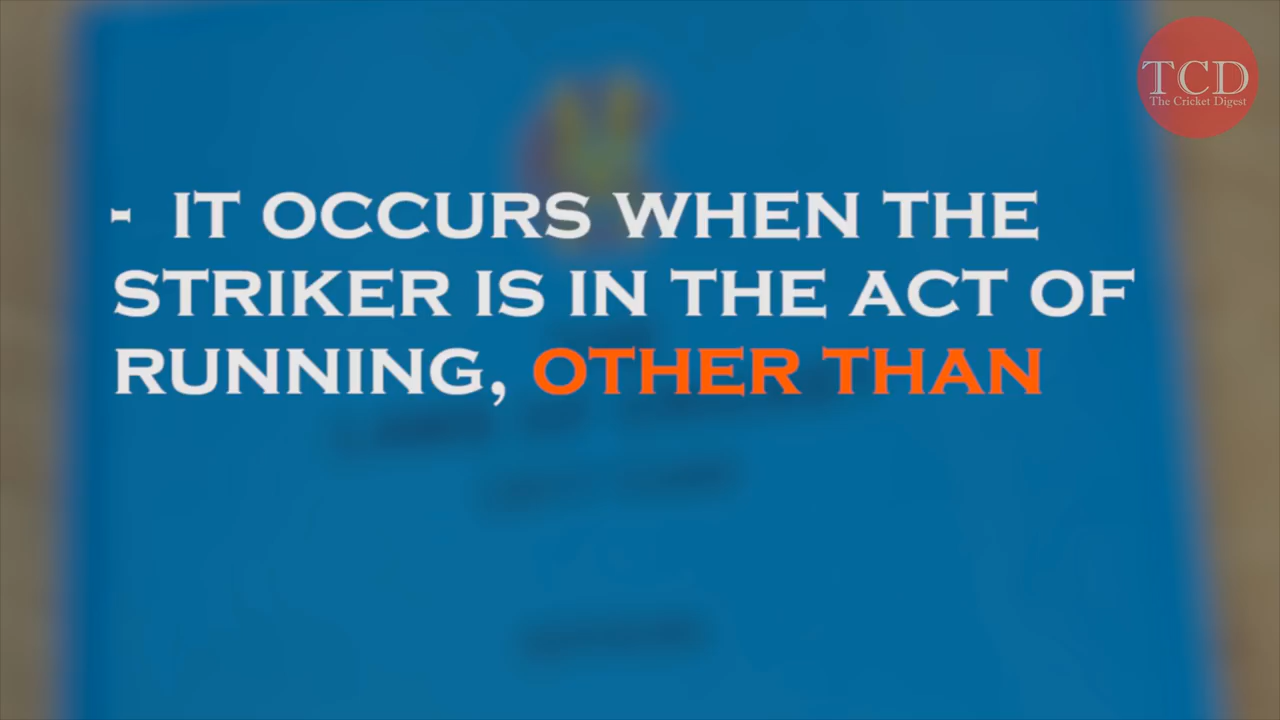 TCD
The Cricket Digest
- IT OCCURS WHEN THE
STRIKER IS IN THE ACT OF
RUNNING, OTHER THAN